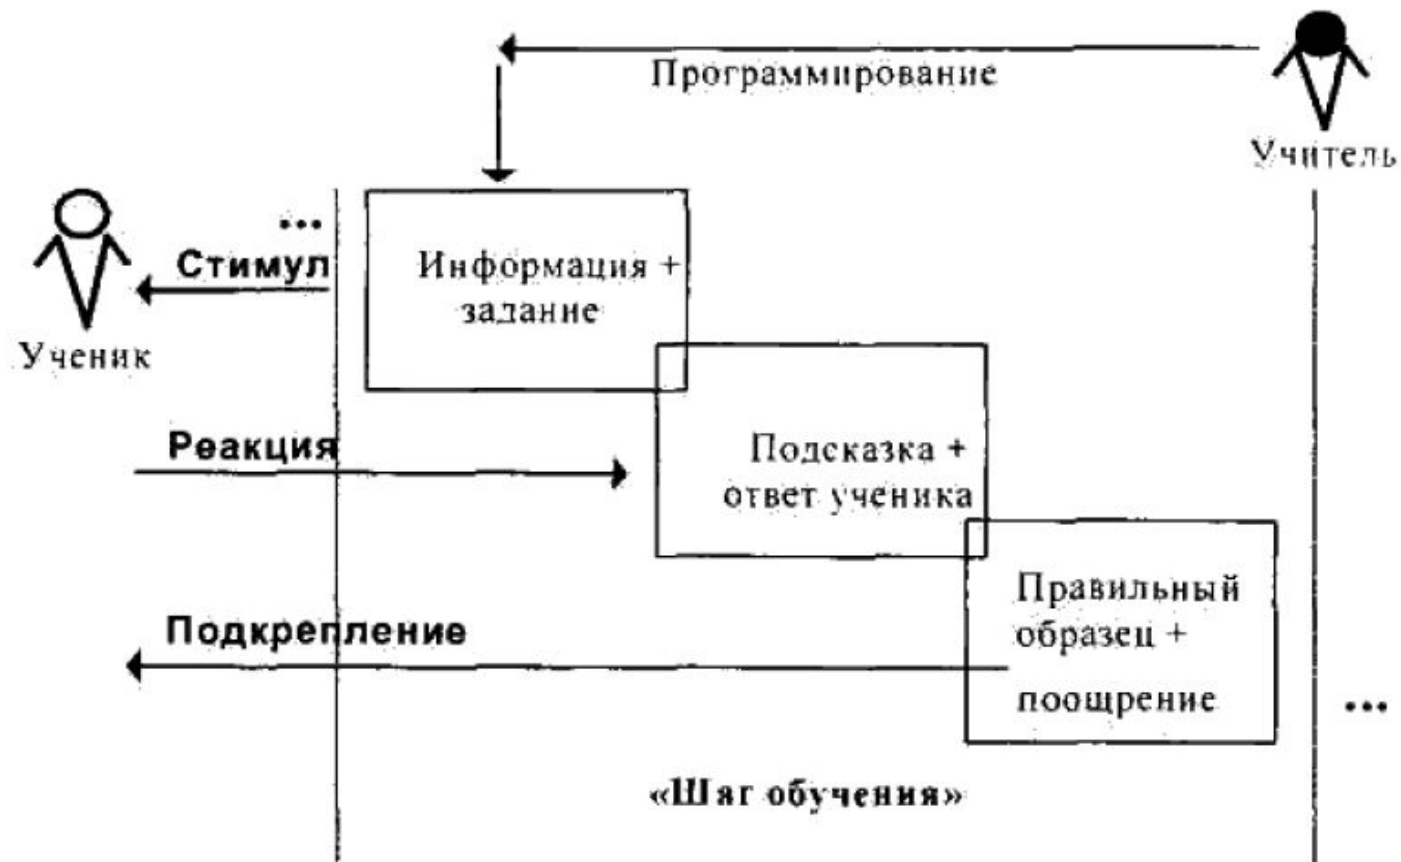 Программирование
Учитель
...
Стимул
Информация +
задание
Ученик
Реакция
Подсказка +
ответ ученика
Подкрепление
Правильный
образец +
поощрение
...
«Шаг обучения»